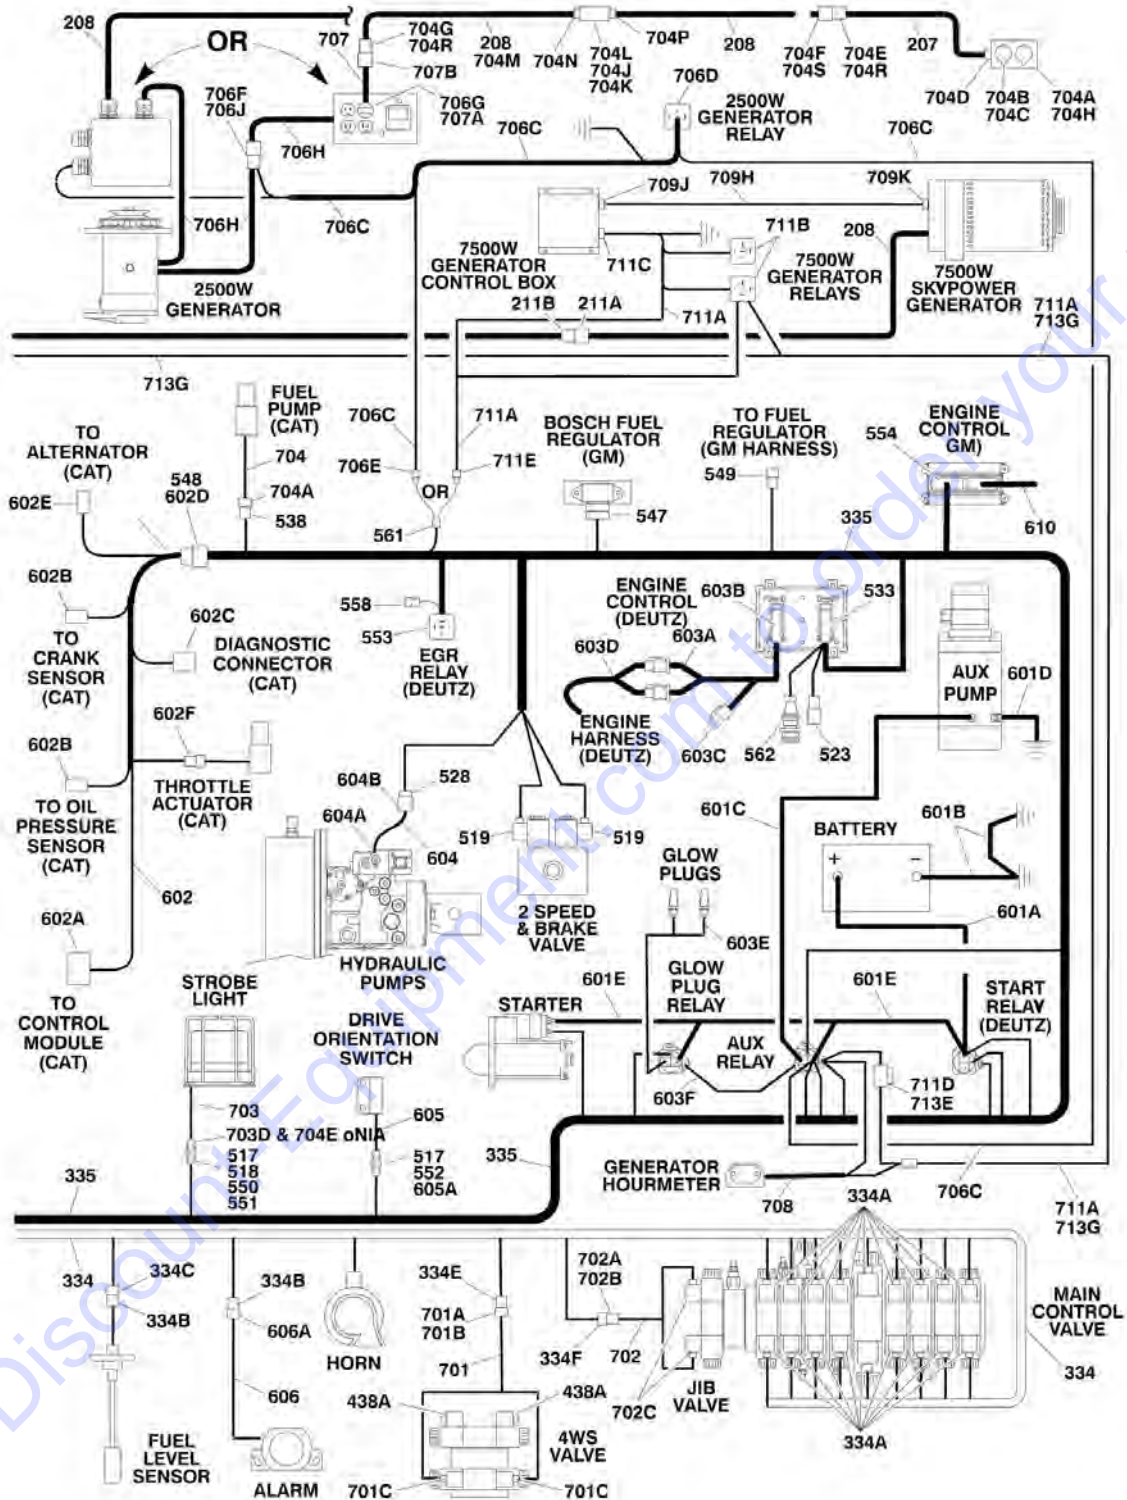 208
OR
707
704G
704R
707B
208
704M
704N
704L
704J
704K
704P
208
704F
704S
704E
704R
207
704D
704B
704C
704A
704H
706F
706J
706H
706G
707A
706D
2500W
GENERATOR
RELAY
706C
706C
706H
706C
2500W
GENERATOR
709J
709H
709K
7500W
GENERATOR
CONTROL BOX
711C
711B
7500W
GENERATOR
RELAYS
208
7500W
SKYPOWER
GENERATOR
211B
211A
711A
711A
713G
713G
FUEL
PUMP
(CAT)
704
704A
538
706C
706E
711A
711E
OR
561
BOSCH FUEL
REGULATOR
(GM)
547
TO FUEL
REGULATOR
(GM HARNESS)
549
ENGINE
CONTROL
GM)
554
610
335
TO
ALTERNATOR
(CAT)
602E
548
602D
602B
TO
CRANK
SENSOR
(CAT)
602C
DIAGNOSTIC
CONNECTOR
(CAT)
558
553
EGR
RELAY
(DEUTZ)
ENGINE
CONTROL
(DEUTZ)
603B
533
603A
603D
ENGINE
HARNESS
(DEUTZ)
603C
562
523
AUX
PUMP
601D
602F
THROTTLE
ACTUATOR
(CAT)
602B
TO OIL
PRESSURE
SENSOR
(CAT)
602
602A
TO
CONTROL
MODULE
(CAT)
604B
528
604A
604
HYDRAULIC
PUMPS
519
519
2 SPEED
& BRAKE
VALVE
601C
BATTERY
+
-
601B
601A
GLOW
PLUGS
603E
GLOW
PLUG
RELAY
601E
601E
START
RELAY
(DEUTZ)
STARTER
AUX
RELAY
603F
711D
713E
STROBE
LIGHT
703
703D & 704E oNIA
517
518
550
551
DRIVE
ORIENTATION
SWITCH
605
517
552
605A
335
335
GENERATOR
HOURMETER
708
706C
711A
713G
334
334C
334B
FUEL
LEVEL
SENSOR
334B
606A
606
ALARM
HORN
334E
701A
701B
701
438A
438A
4WS
VALVE
701C
701C
702A
702B
334F
702
702C
JIB
VALVE
334A
334A
MAIN
CONTROL
VALVE
334
Discount-Equipment.com to order your